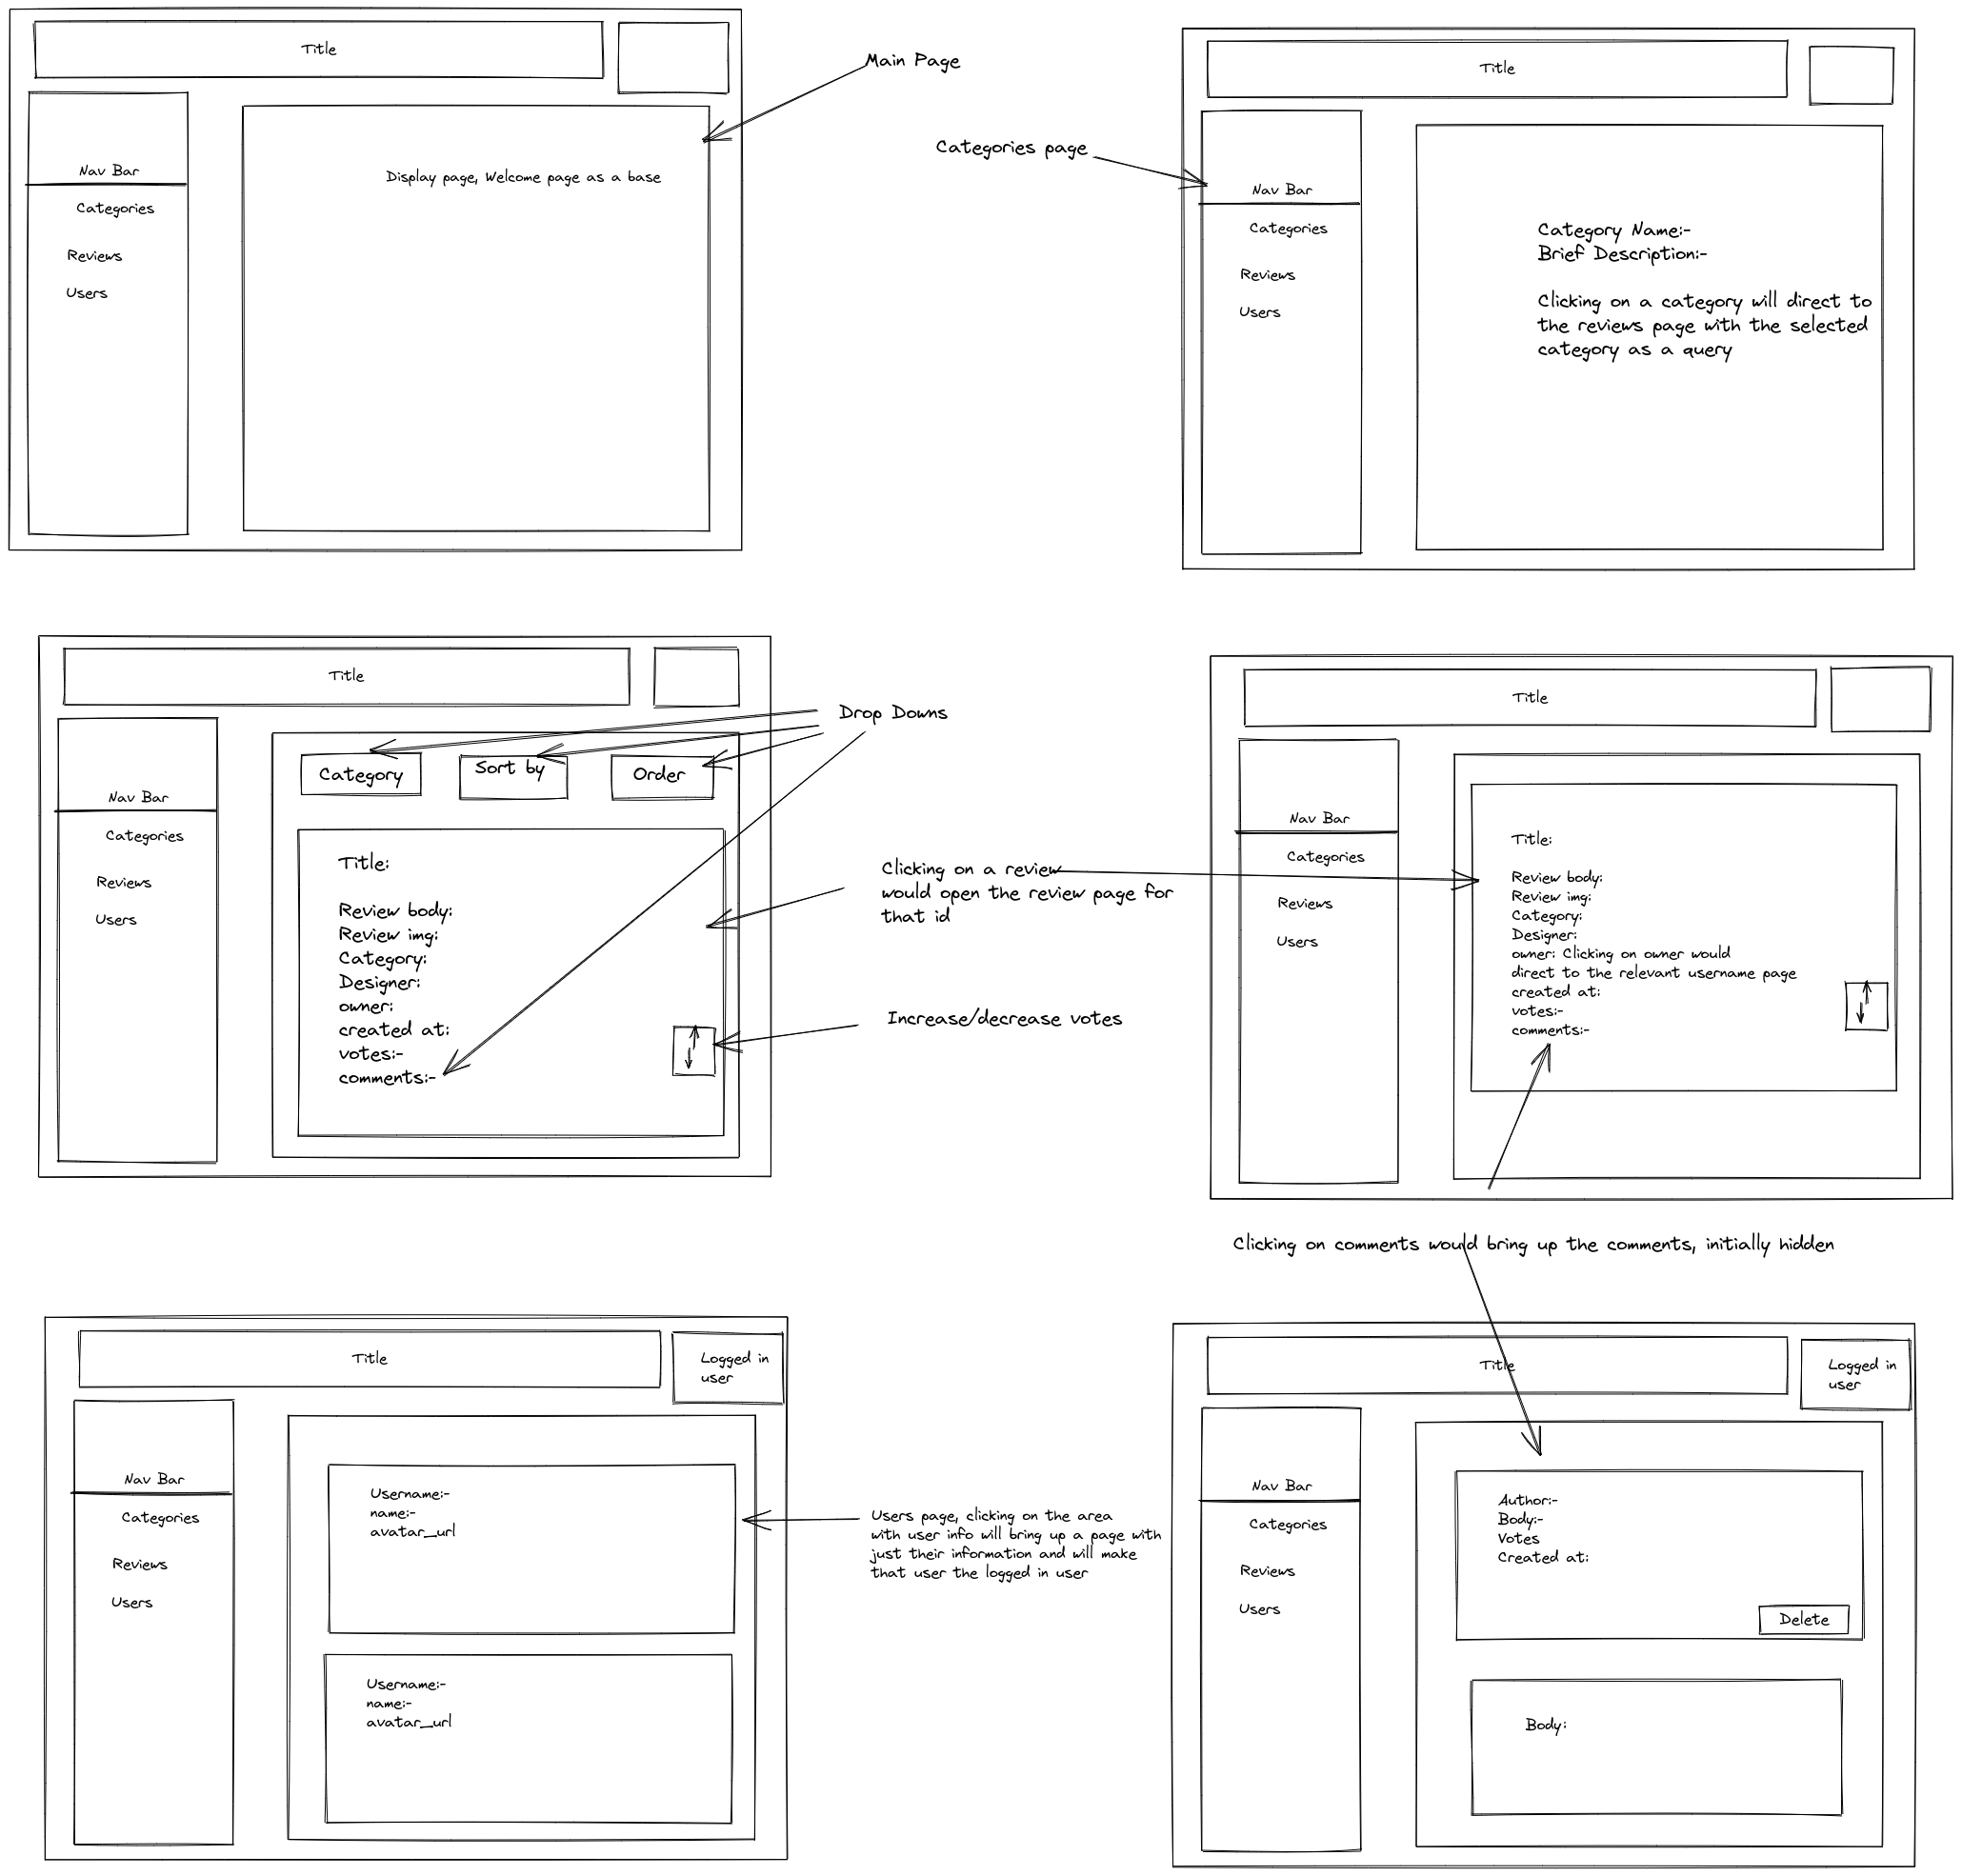 Title
Main Page
Nav Bar
Categories
Reviews
Users
Display page, Welcome page as a base
Title
Categories page
Nav Bar
Categories
Reviews
Users
Category Name:-
Brief Description:-
Clicking on a category will direct to
the reviews page with the selected
category as a query
Title
Drop Downs
Nav Bar
Categories
Reviews
Users
Category
Sort by
Order
Title:
Review body:
Review img:
Category:
Designer:
owner:
created at:
votes:-
comments:-
Clicking on a review
would open the review page for
that id
Increase/decrease votes
Title
Nav Bar
Categories
Reviews
Users
Title:
Review body:
Review img:
Category:
Designer:
owner: Clicking on owner would
direct to the relevant username page
created at:
votes:-
comments:-
Clicking on comments would bring up the comments, initially hidden
Title
Logged in
user
Nav Bar
Categories
Reviews
Users
Username:-
name:-
avatar_url
Username:-
name:-
avatar_url
Users page, clicking on the area
with user info will bring up a page with
just their information and will make
that user the logged in user
Title
Logged in
user
Nav Bar
Categories
Reviews
Users
Author:-
Body:-
Votes
Created at:
Delete
Body: